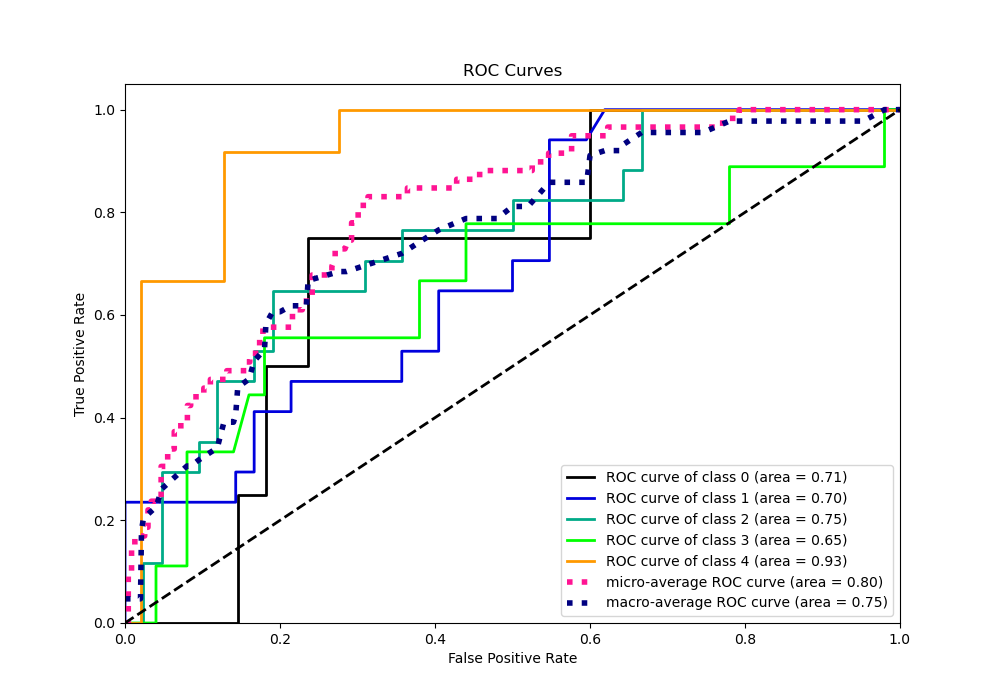 ROC Curves
True Positive Rate
1.0
0.8
0.6
0.4
0.2
0.0
0.0 0.2 0.4 0.6 0.8 1.0
False Positive Rate
ROC curve of class 0 (area = 0.71)
ROC curve of class 1 (area = 0.70)
ROC curve of class 2 (area = 0.75)
ROC curve of class 3 (area = 0.65)
ROC curve of class 4 (area = 0.93)
micro-average ROC curve (area = 0.80)
macro-average ROC curve (area = 0.75)